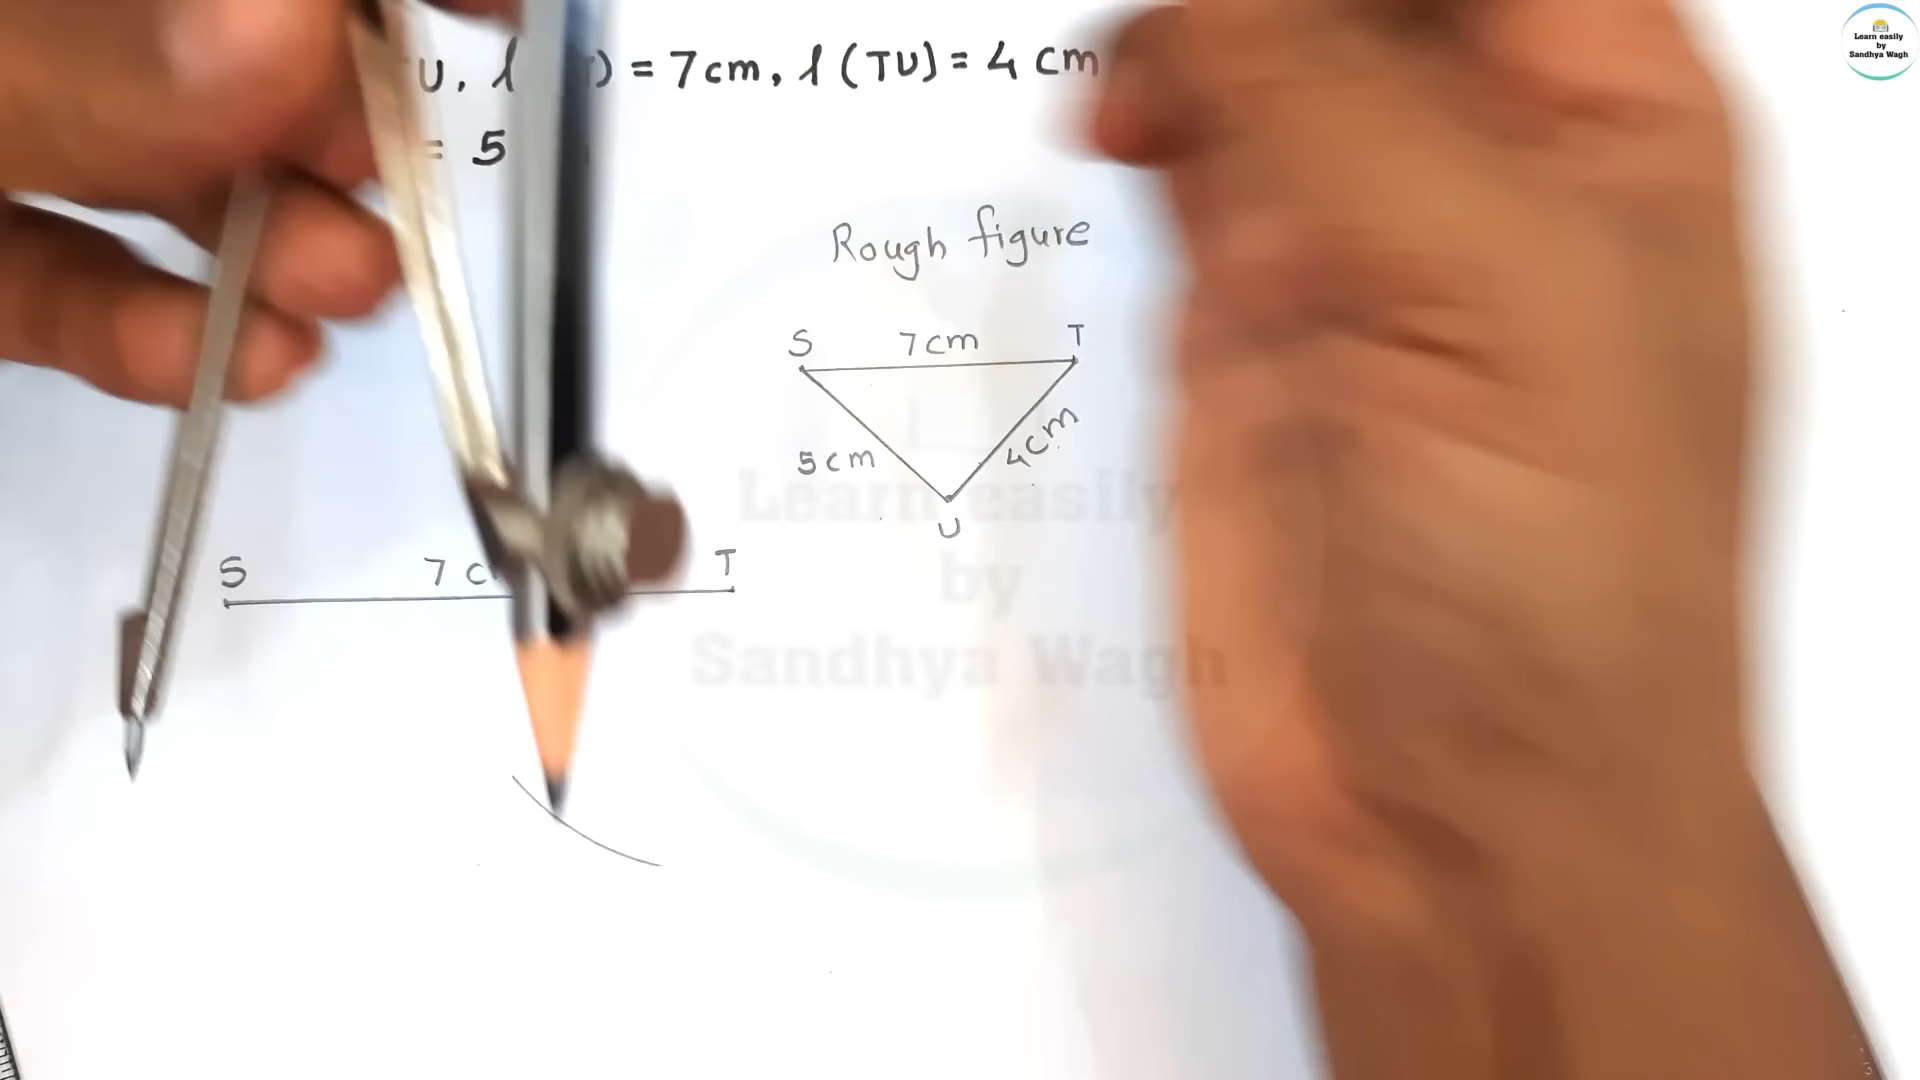 U, l ) = 7cm, l (TU) = 4 cm
= 5
Rough figure
S 7cm T
5cm 4cm
U
S 7 c T
Learn easily
by
Sandhya Wagh
Learn easily
by
Sandhya Wagh